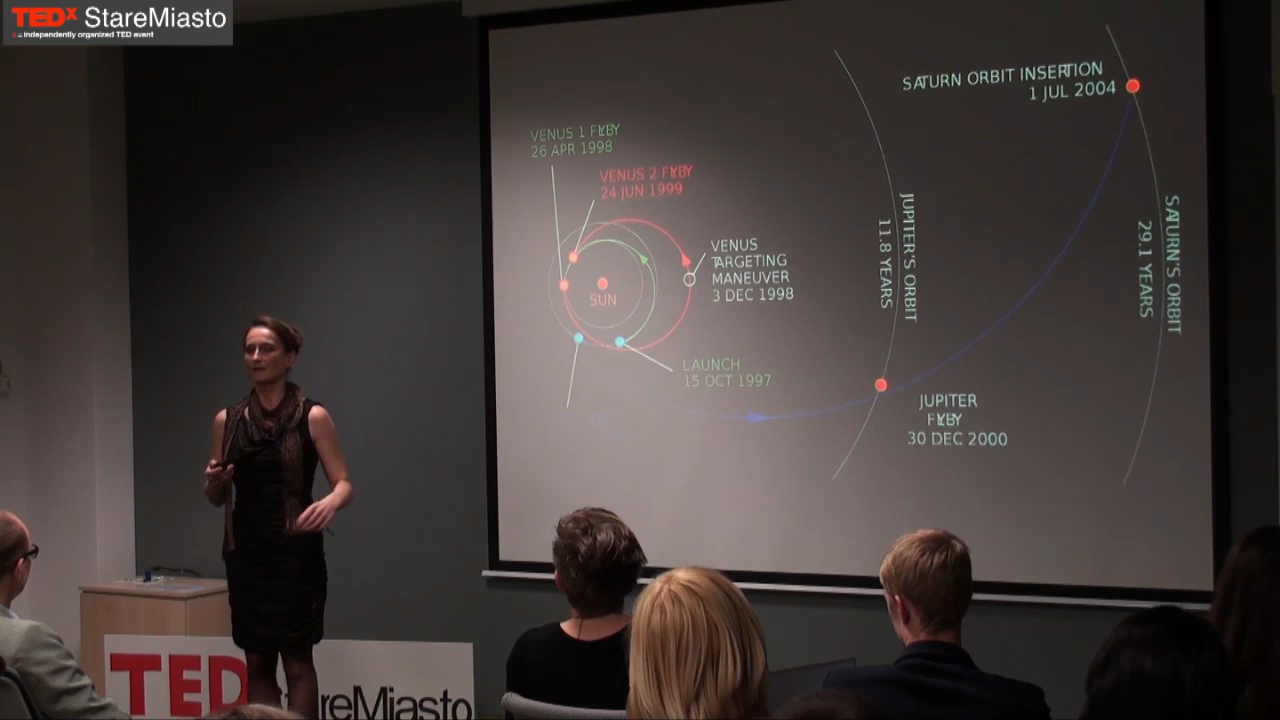 TEDx StareMiasto
x = independently organized TED event
SATURN ORBIT INSERTION
1 JUL 2004
VENUS 1 FLYBY
26 APR 1998
VENUS 2 FLYBY
24 JUN 1999
VENUS
TARGETING
MANEUVER
3 DEC 1998
SUN
JUPITER'S ORBIT
11.8 YEARS
SATURN'S ORBIT
29.1 YEARS
LAUNCH
15 OCT 1997
JUPITER
FLYBY
30 DEC 2000
TED
StareMiasto